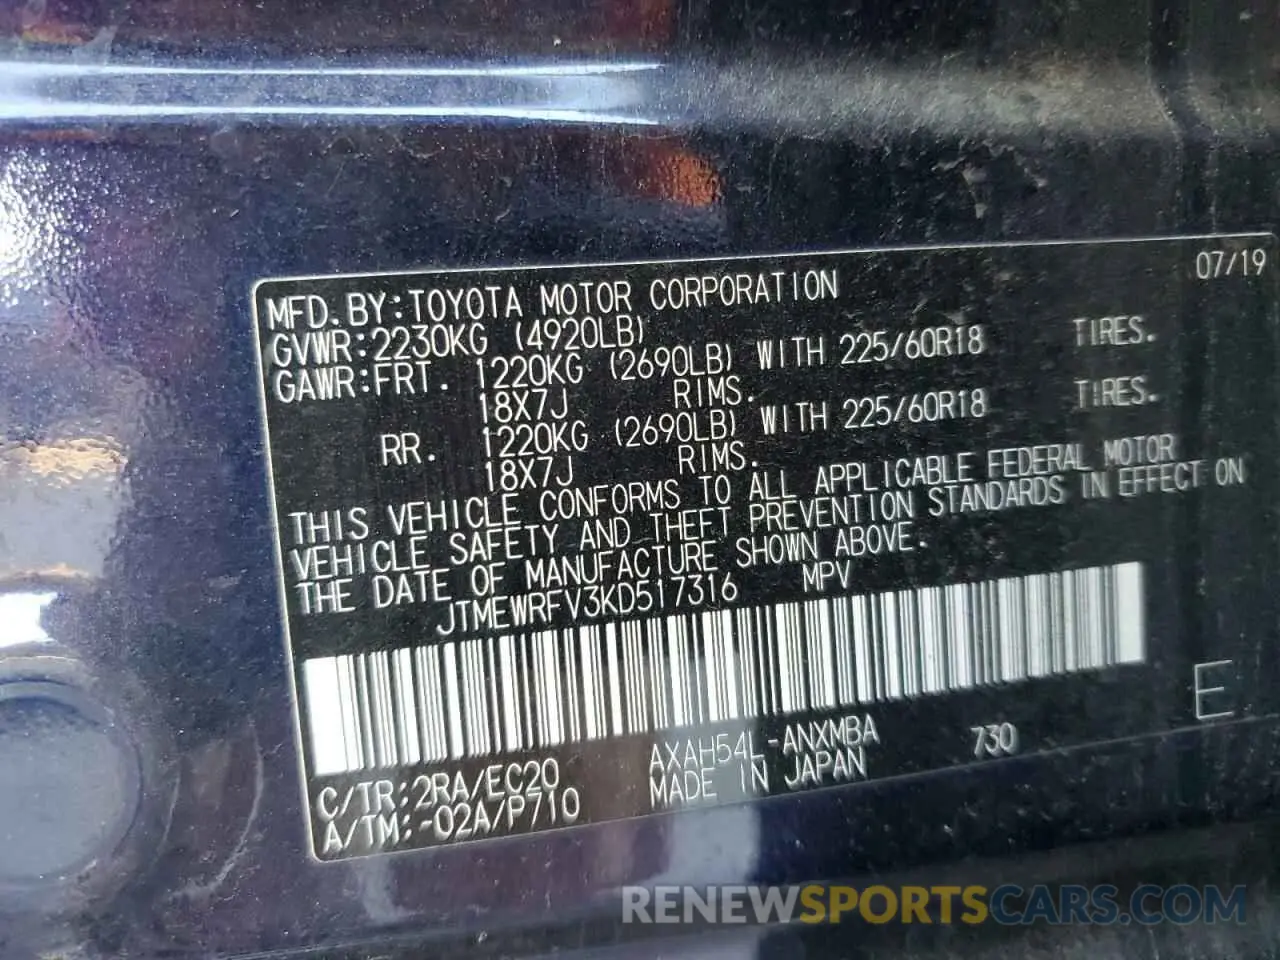 07/19
MFD. BY:TOYOTA MOTOR CORPORATION
GVWR:2230KG (4920LB)
GAWR:FRT. 1220KG (2690LB) WITH 225/60R18 TIRES.
18X7J RIMS.
RR. 1220KG (2690LB) WITH 225/60R18 TIRES.
18X7J RIMS.
THIS VEHICLE CONFORMS TO ALL APPLICABLE FEDERAL MOTOR
VEHICLE SAFETY AND THEFT PREVENTION STANDARDS IN EFFECT ON
THE DATE OF MANUFACTURE SHOWN ABOVE.
JTMEWRFV3KD517316 MPV
E
C/TR:2RA/EC20 AXAH54L-ANXMBA 730
A/TM:-02A/P710 MADE IN JAPAN
RENEWSPORTSCARS.COM